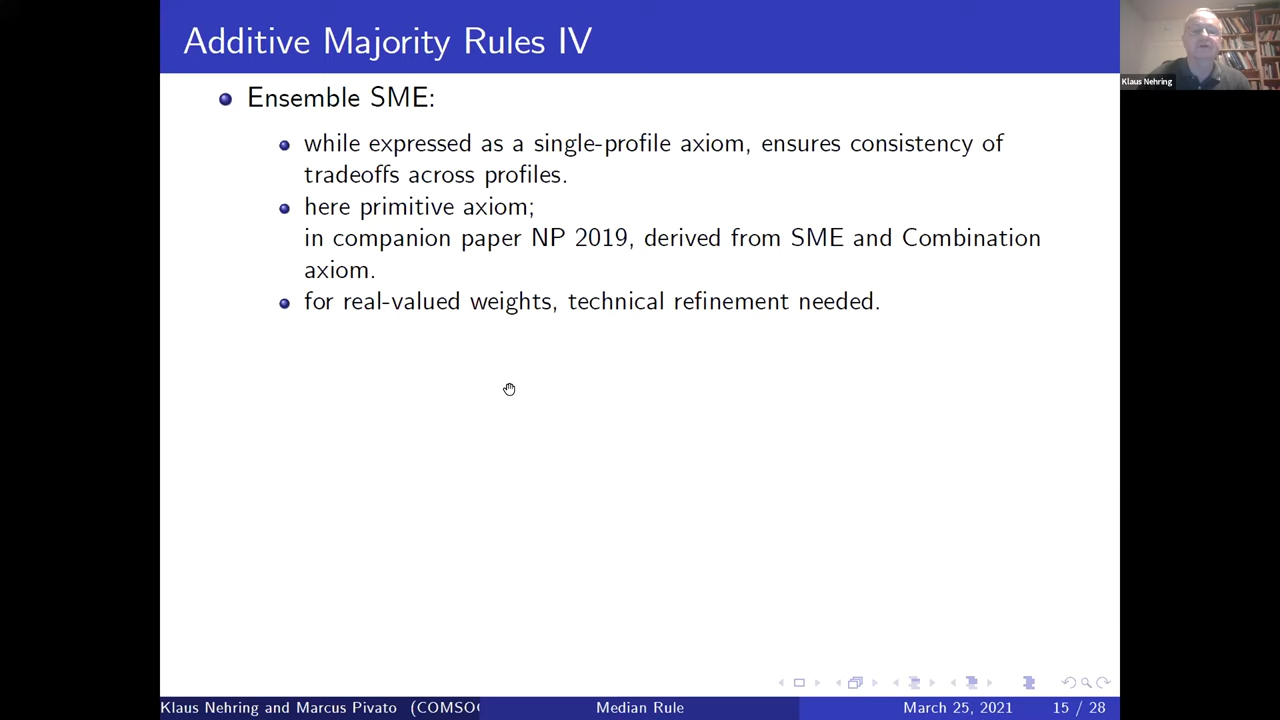 Additive Majority Rules IV
Klaus Nehring
Ensemble SME:
while expressed as a single-profile axiom, ensures consistency of
tradeoffs across profiles.
here primitive axiom;
in companion paper NP 2019, derived from SME and Combination
axiom.
for real-valued weights, technical refinement needed.
Klaus Nehring and Marcus Pivato (COMSO
Median Rule
March 25, 2021
15 / 28